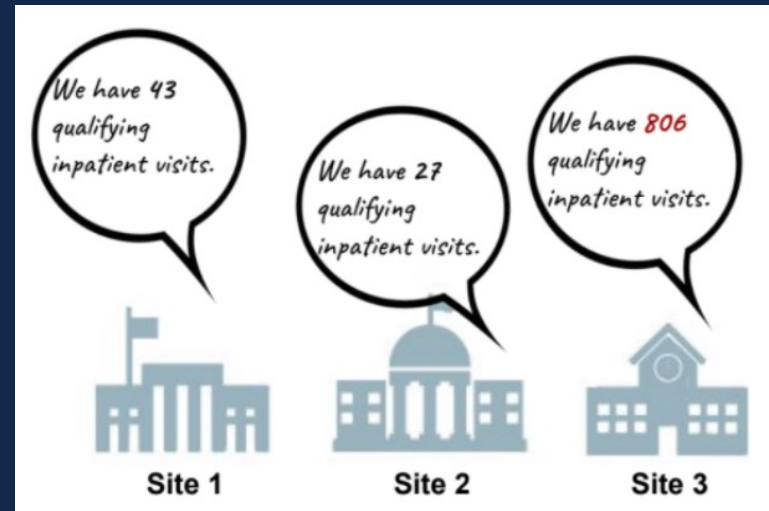 We have 43
qualifying
inpatient visits.
We have 27
qualifying
inpatient visits.
We have 806
qualifying
inpatient visits.
Site 1
Site 2
Site 3